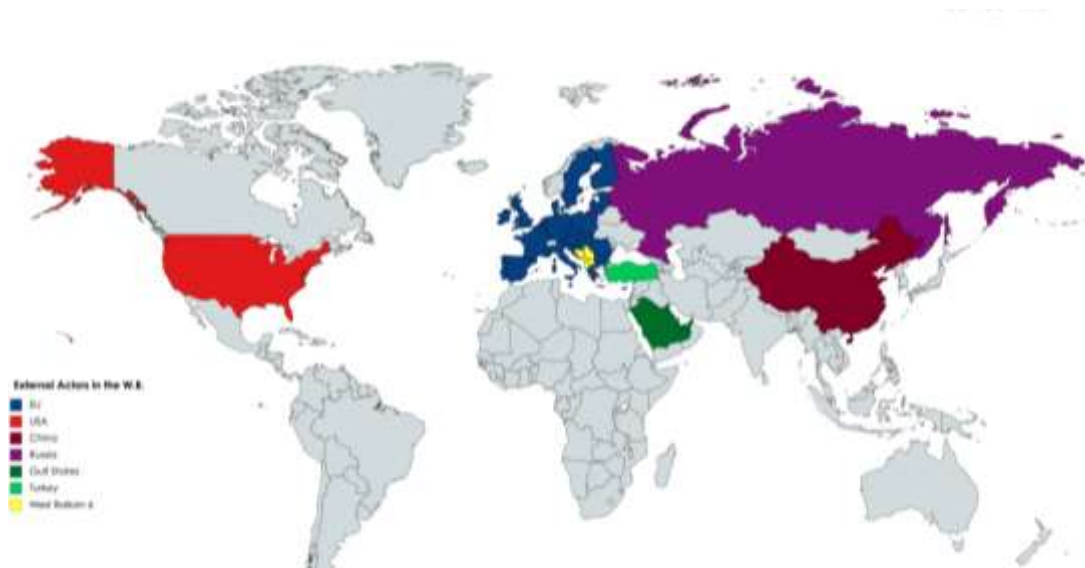 External Actors in the W.B.
EU
USA
China
Russia
Gulf States
Turkey
West Balkan 6